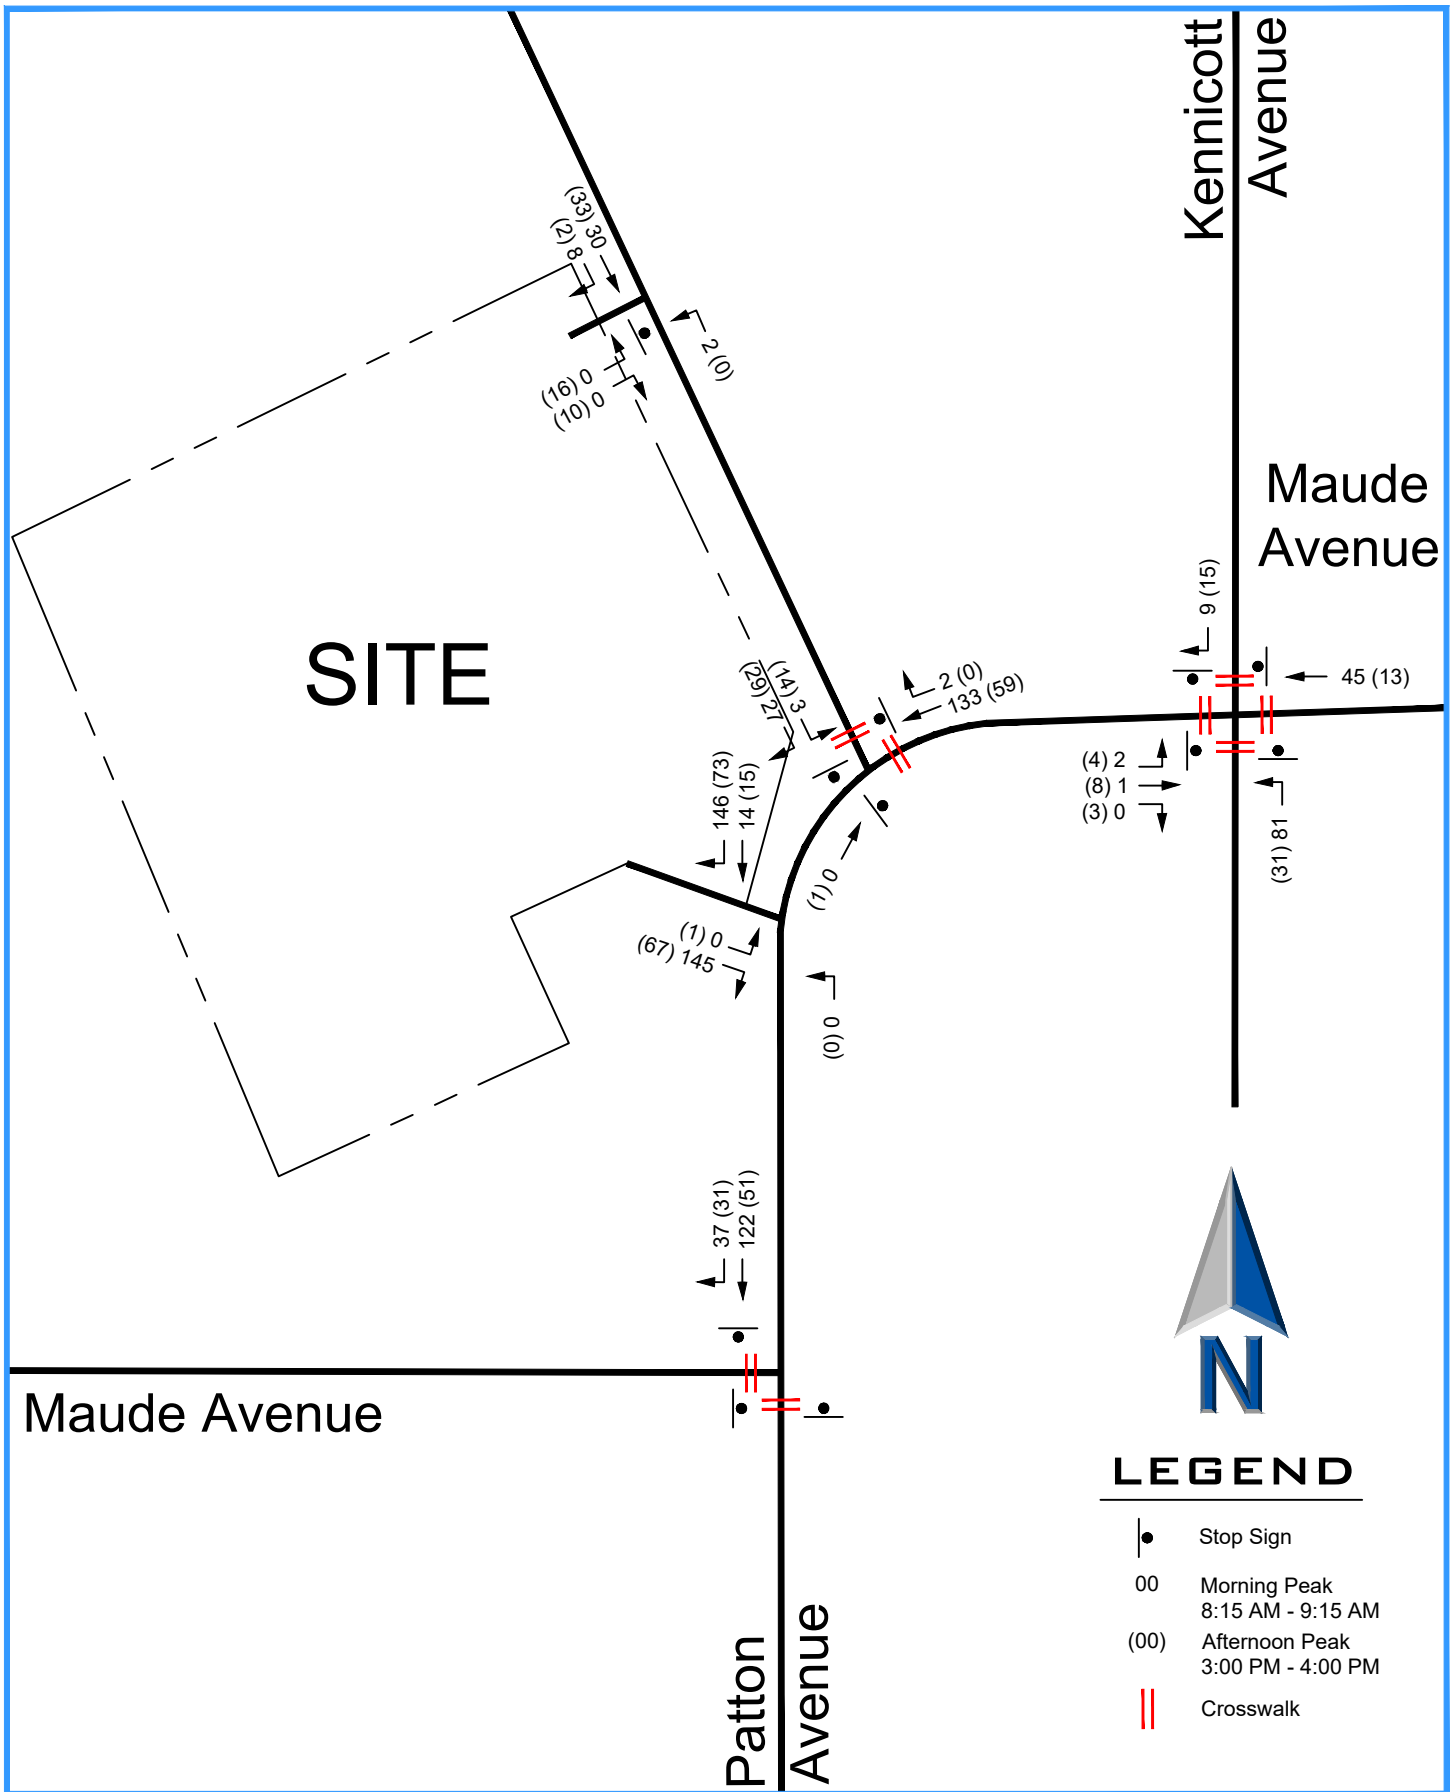 Kennicott
Avenue
(33) 30
(2) 8
2 (0)
(16) 0
(10) 0
Maude
Avenue
9 (15)
SITE
45 (13)
(14) 3
(29) 27
2 (0)
133 (59)
146 (73)
14 (15)
(4) 2
(8) 1
(3) 0
(31) 81
(1) 0
(1) 0
(67) 145
(0) 0
37 (31)
122 (51)
Maude Avenue
N
LEGEND
Stop Sign
00 Morning Peak
8:15 AM - 9:15 AM
(00) Afternoon Peak
3:00 PM - 4:00 PM
Crosswalk
Patton
Avenue